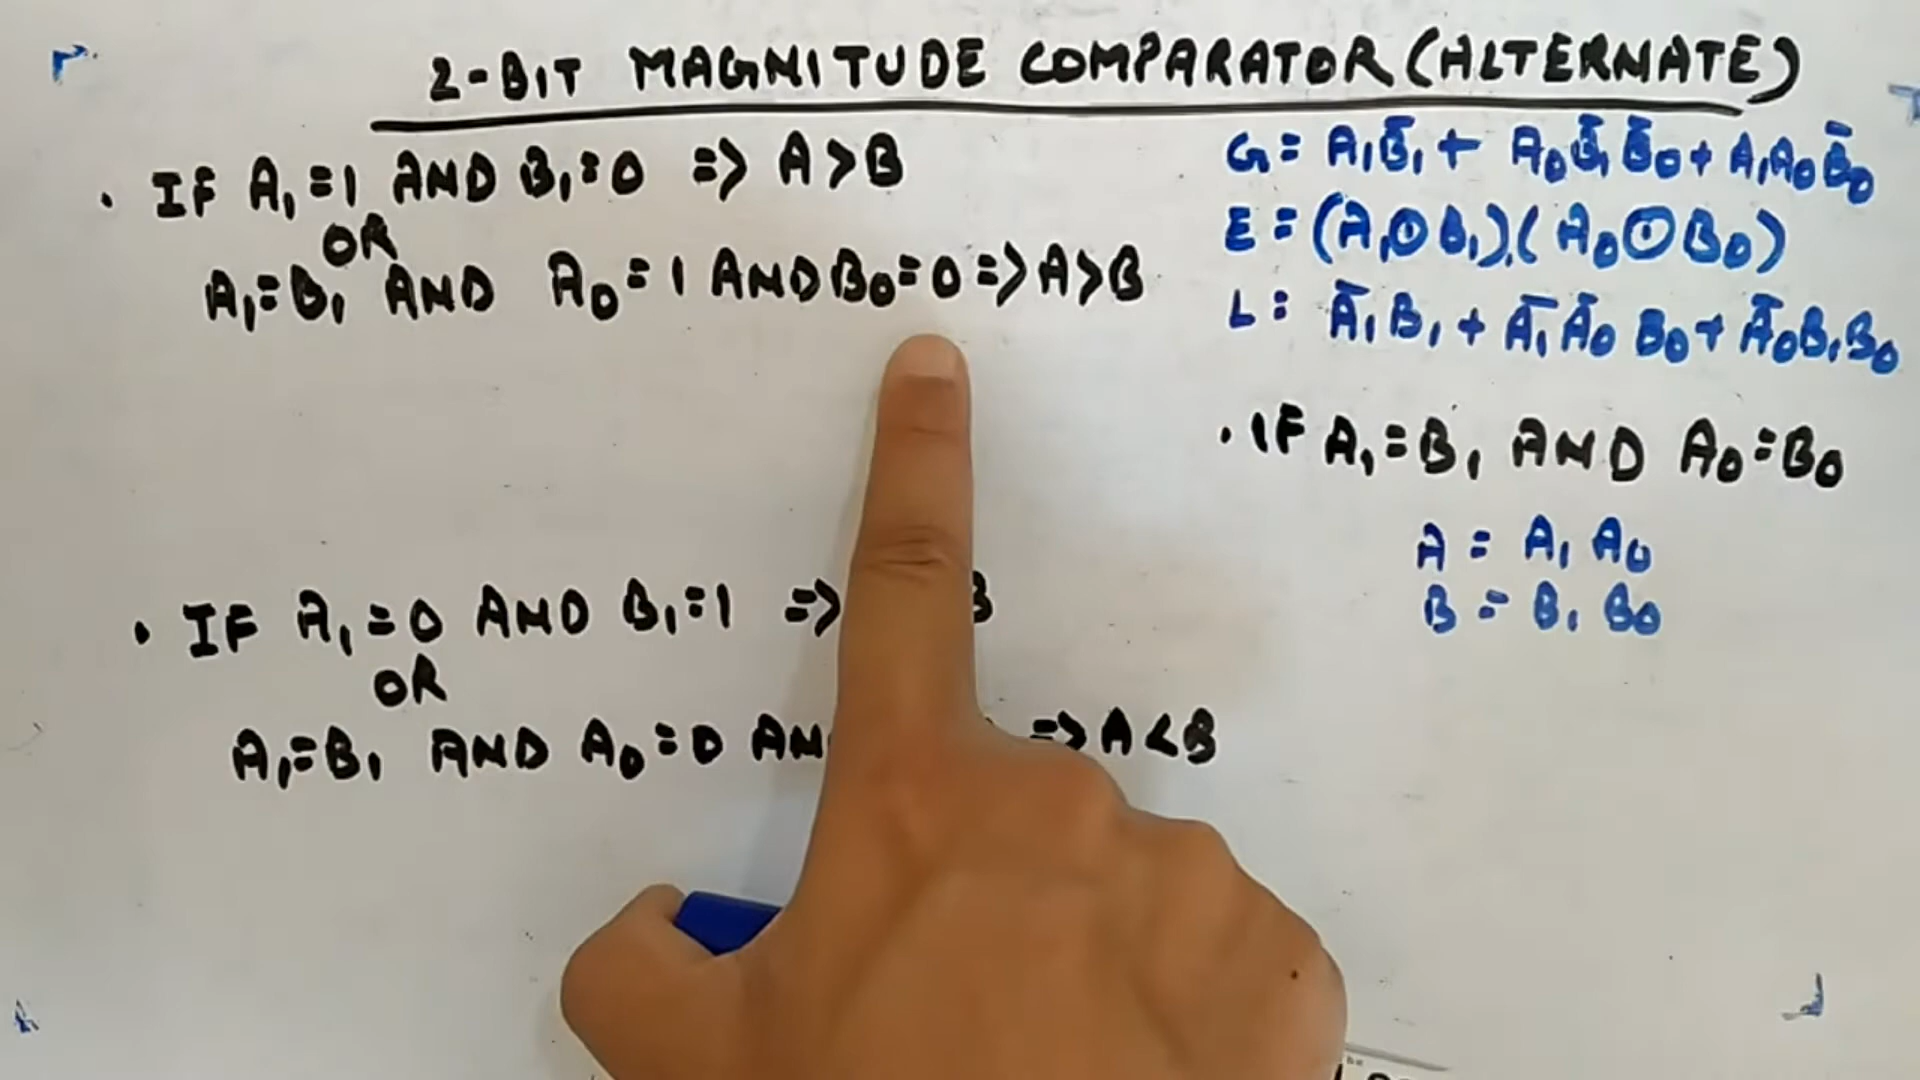 2-BIT MAGNITUDE COMPARATOR (ALTERNATE)
. IF A₁=1 AND B₁=0 => A>B
OR
A₁=B₁ AND A₀=1 AND B₀=0 => A>B
. IF A₁=0 AND B₁=1 => B
OR
A₁=B₁ AND A₀=0 => A<B
G = A₁B̄₁ + A₀B̄₁B̄₀ + A₁A₀B̄₀
E = (A₁⊙B₁).(A₀⊙B₀)
L = Ā₁B₁ + Ā₁Ā₀B₀ + Ā₀B₁B₀
. IF A₁=B₁ AND A₀=B₀
A = A₁ A₀
B = B₁ B₀